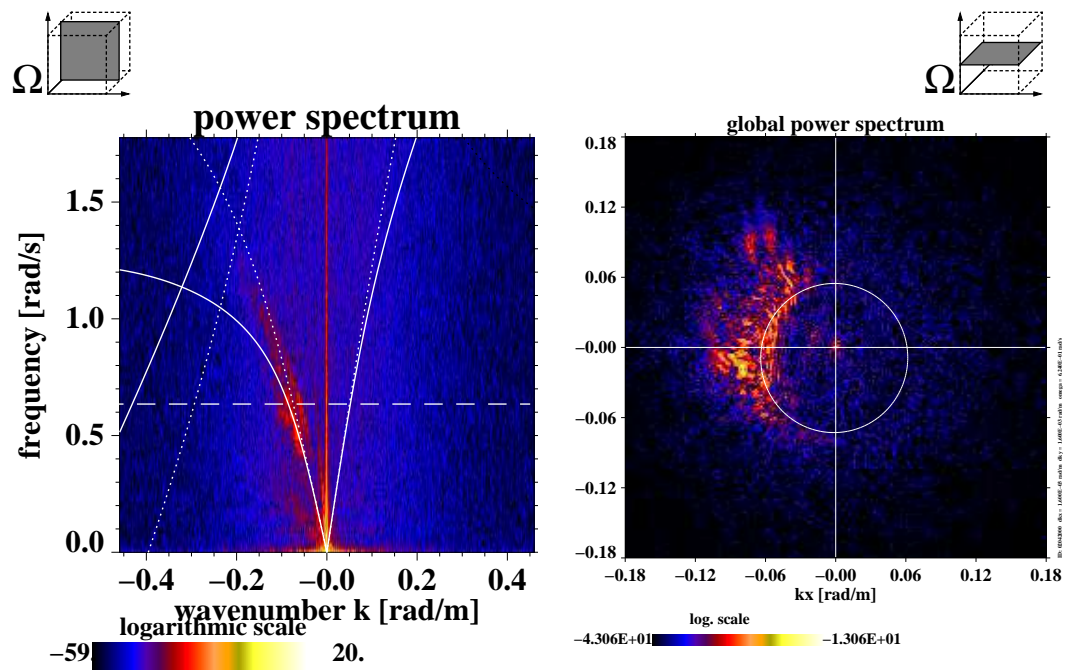 Ω
Ω
power spectrum
global power spectrum
frequency [rad/s]
1.5
1.0
0.5
0.0
−0.4
−0.2
−0.0
0.2
0.4
wavenumber k [rad/m]
logarithmic scale
−59.
20.
0.18
0.12
0.06
−0.00
−0.06
−0.12
−0.18
−0.18
−0.12
−0.06
−0.00
0.06
0.12
0.18
kx [rad/m]
log. scale
−4.306E+01
−1.306E+01